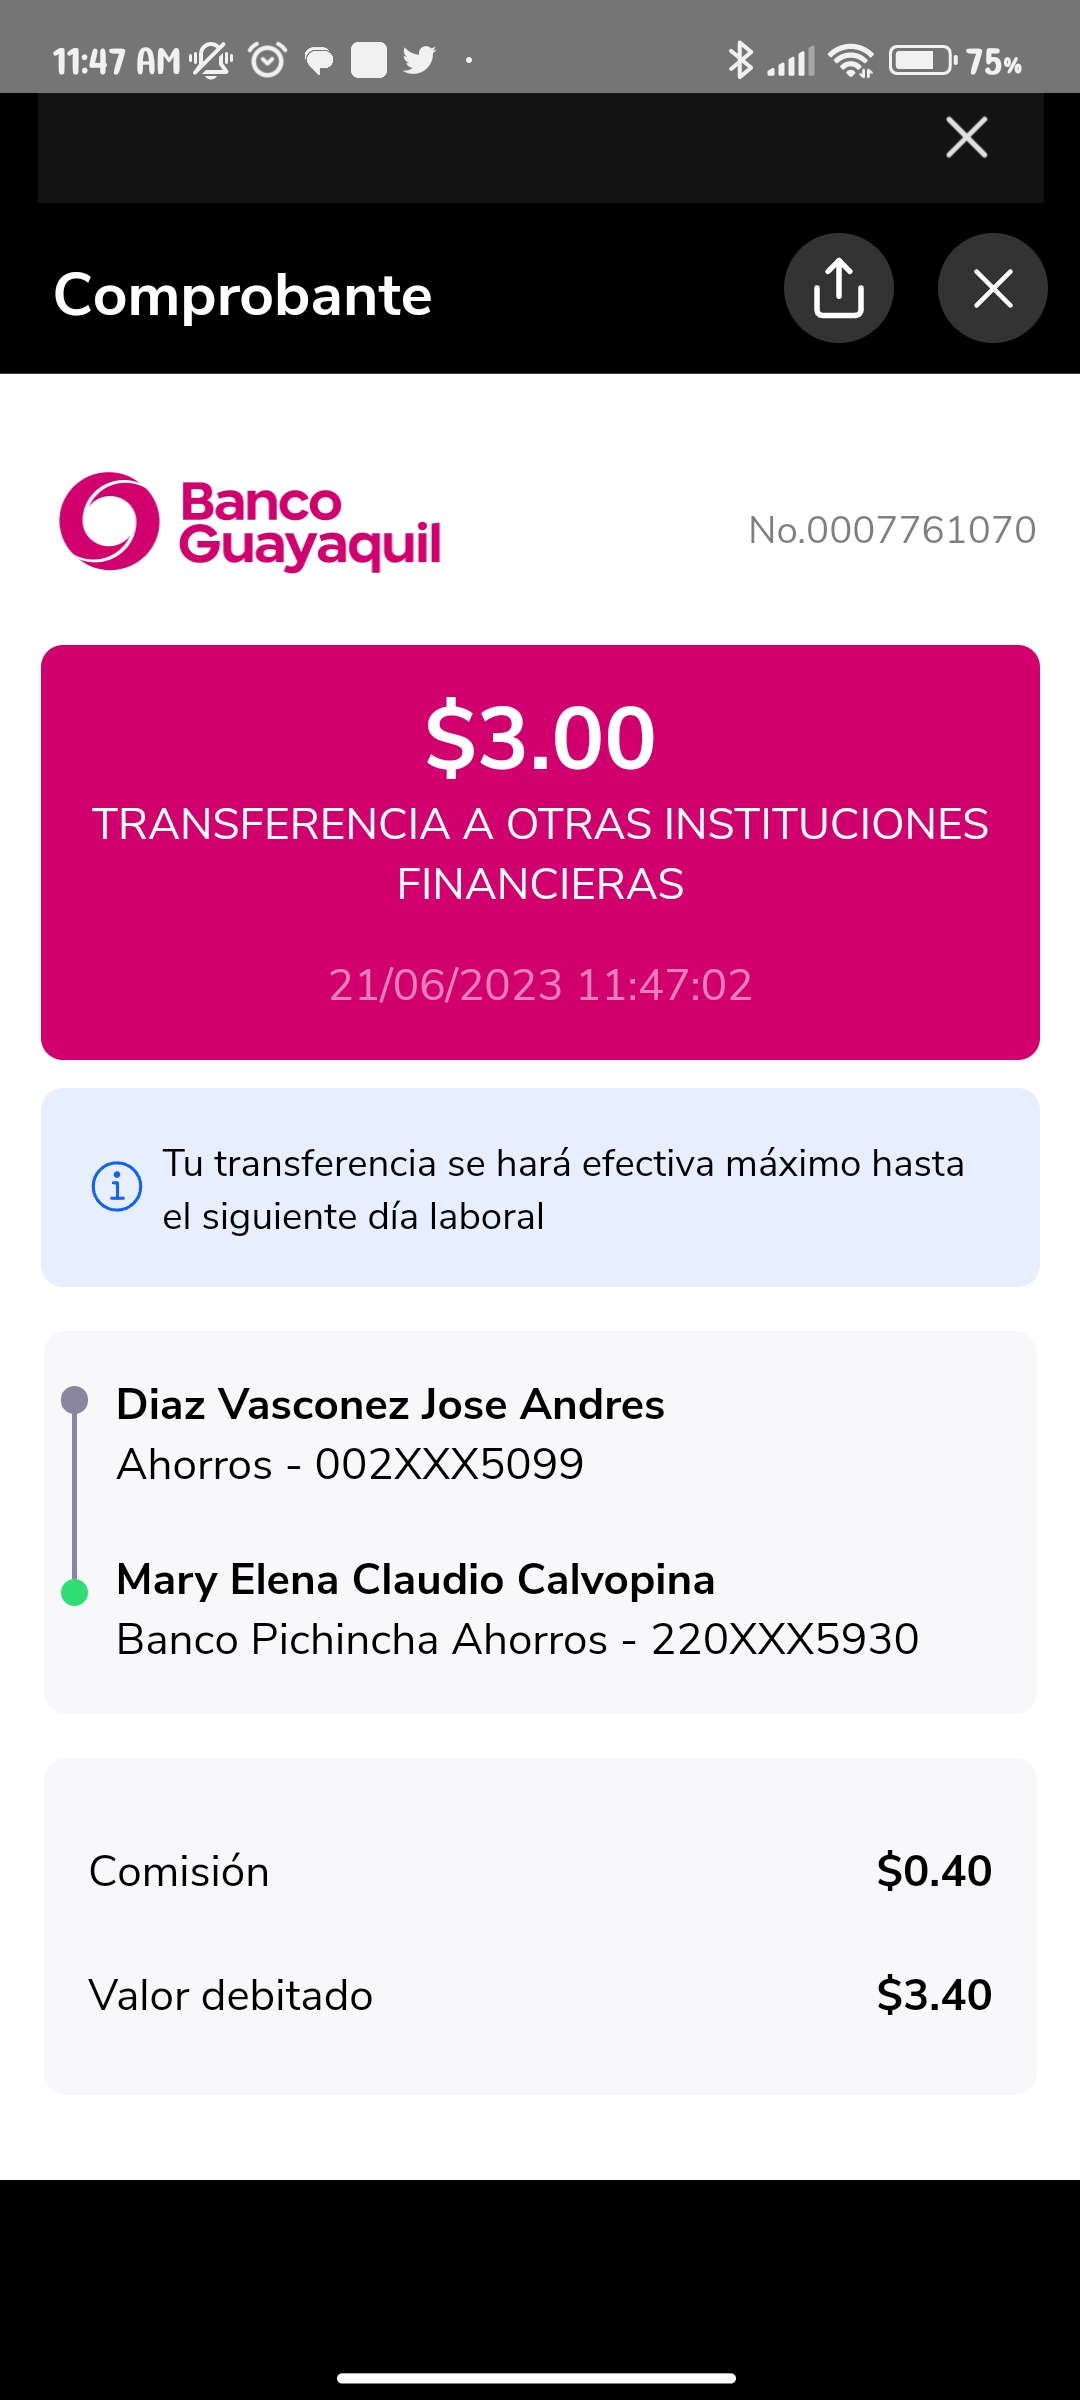 11:47 AM 75%
Comprobante
Banco
Guayaquil
No.0007761070
$3.00
TRANSFERENCIA A OTRAS INSTITUCIONES
FINANCIERAS
21/06/2023 11:47:02
Tu transferencia se hará efectiva máximo hasta
el siguiente día laboral
Diaz Vasconez Jose Andres
Ahorros - 002XXX5099
Mary Elena Claudio Calvopina
Banco Pichincha Ahorros - 220XXX5930
Comisión $0.40
Valor debitado $3.40